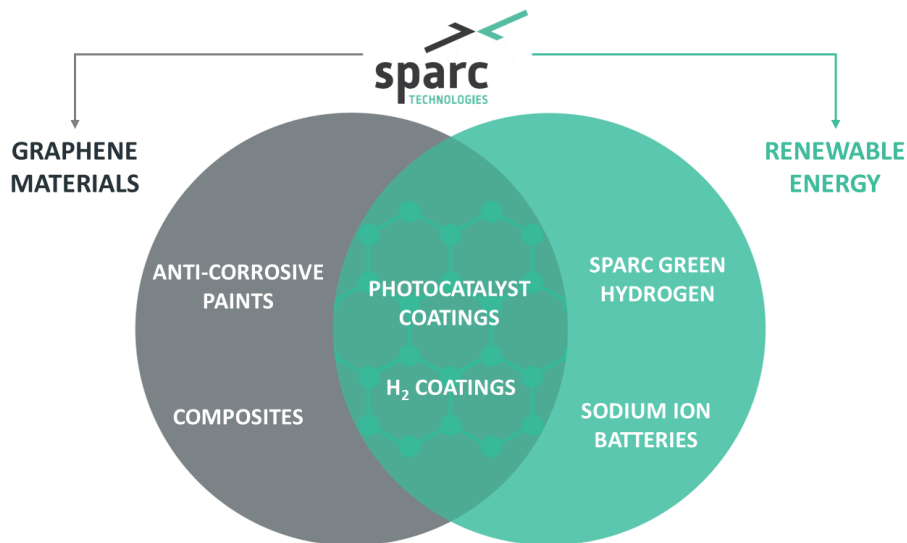 sparc
TECHNOLOGIES
GRAPHENE
MATERIALS
RENEWABLE
ENERGY
ANTI-CORROSIVE
PAINTS
COMPOSITES
PHOTOCATALYST
COATINGS
H₂ COATINGS
SPARC GREEN
HYDROGEN
SODIUM ION
BATTERIES